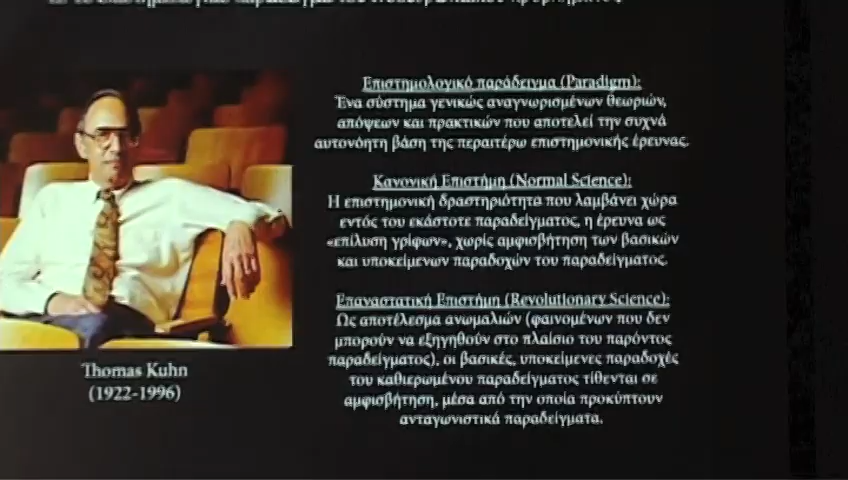 Επιστημολογικό παράδειγμα (Paradigm):
Ένα σύστημα γενικώς αναγνωρισμένων θεωριών,
απόψεων και πρακτικών που αποτελεί την συχνά
αυτονόητη βάση της περαιτέρω επιστημονικής έρευνας.
Κανονική Επιστήμη (Normal Science):
Η επιστημονική δραστηριότητα που λαμβάνει χώρα
εντός του εκάστοτε παραδείγματος, η έρευνα ως
«επίλυση γρίφων», χωρίς αμφισβήτηση των βασικών
και υποκείμενων παραδοχών του παραδείγματος.
Επαναστατική Επιστήμη (Revolutionary Science):
Ως αποτέλεσμα ανωμαλιών (φαινομένων που δεν
μπορούν να εξηγηθούν στο πλαίσιο του παρόντος
παραδείγματος), οι βασικές, υποκείμενες παραδοχές
του καθιερωμένου παραδείγματος τίθενται σε
αμφισβήτηση, μέσα από την οποία προκύπτουν
ανταγωνιστικά παραδείγματα.
Thomas Kuhn
(1922-1996)